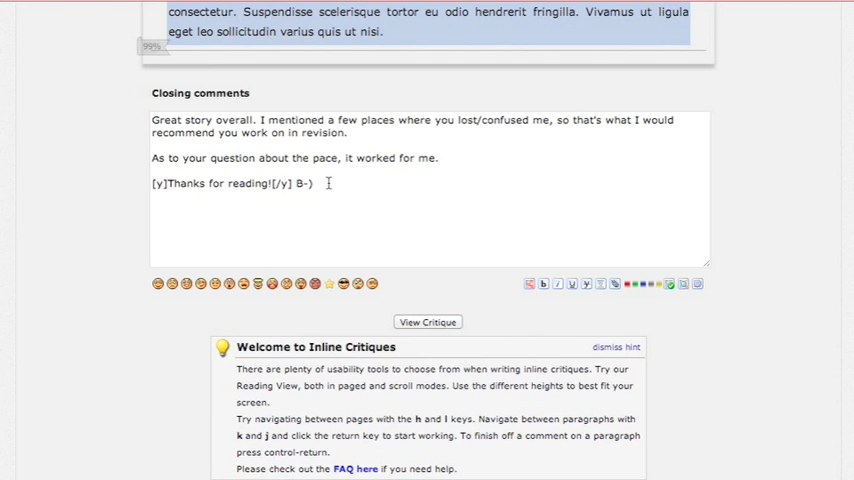 consectetur. Suspendisse scelerisque tortor eu odio hendrerit fringilla. Vivamus ut ligula
eget leo sollicitudin varius quis ut nisi.
99%
Closing comments
Great story overall. I mentioned a few places where you lost/confused me, so that's what I would
recommend you work on in revision.
As to your question about the pace, it worked for me.
[y]Thanks for reading![/y] B-)
b i U y
View Critique
Welcome to Inline Critiques dismiss hint
There are plenty of usability tools to choose from when writing inline critiques. Try our
Reading View, both in paged and scroll modes. Use the different heights to best fit your
screen.
Try navigating between pages with the h and l keys. Navigate between paragraphs with
k and j and click the return key to start working. To finish off a comment on a paragraph
press control-return.
Please check out the FAQ here if you need help.